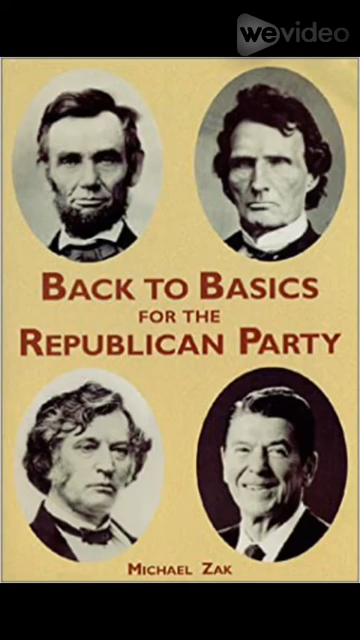 wevideo
BACK TO BASICS
FOR THE
REPUBLICAN PARTY
MICHAEL ZAK